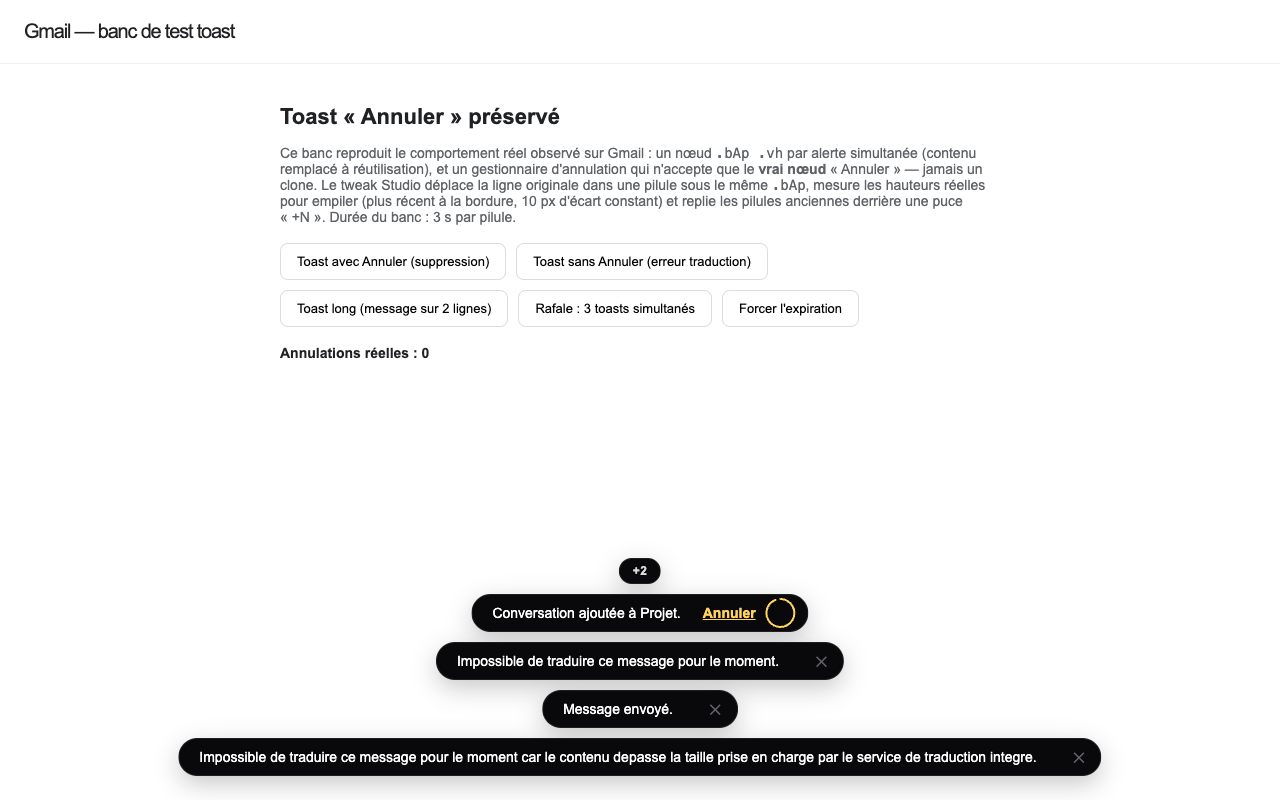 Gmail — banc de test toast
Toast « Annuler » préservé
Ce banc reproduit le comportement réel observé sur Gmail : un nœud .bAp .vh par alerte simultanée (contenu
remplacé à réutilisation), et un gestionnaire d'annulation qui n'accepte que le vrai nœud « Annuler » — jamais un
clone. Le tweak Studio déplace la ligne originale dans une pilule sous le même .bAp, mesure les hauteurs réelles
pour empiler (plus récent à la bordure, 10 px d'écart constant) et replie les pilules anciennes derrière une puce
« +N ». Durée du banc : 3 s par pilule.
Toast avec Annuler (suppression) Toast sans Annuler (erreur traduction)
Toast long (message sur 2 lignes) Rafale : 3 toasts simultanés Forcer l'expiration
Annulations réelles : 0
+2
Conversation ajoutée à Projet. Annuler
Impossible de traduire ce message pour le moment.
Message envoyé.
Impossible de traduire ce message pour le moment car le contenu depasse la taille prise en charge par le service de traduction integre.